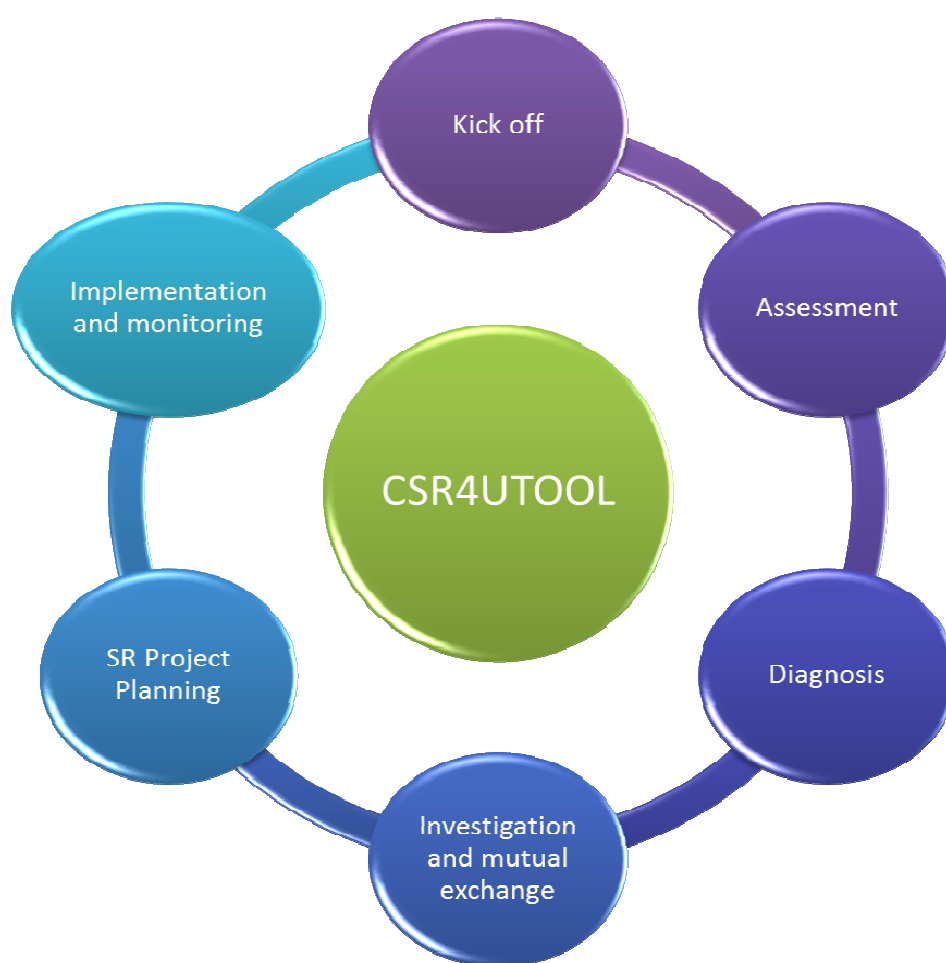 Kick off
Assessment
Diagnosis
Investigation
and mutual
exchange
SR Project
Planning
Implementation
and monitoring
CSR4UTOOL